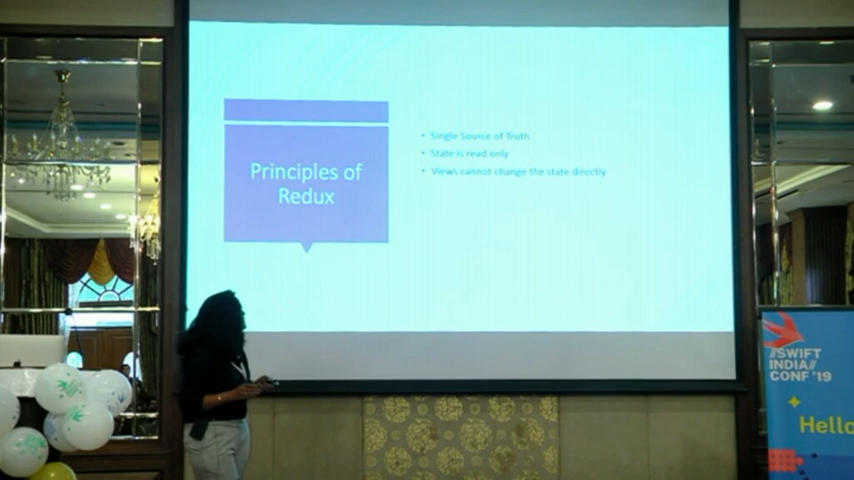 Principles of
Redux
• Single Source of Truth
• State is read only
• Views cannot change the state directly
//SWIFT
INDIA//
CONF '19
Hello